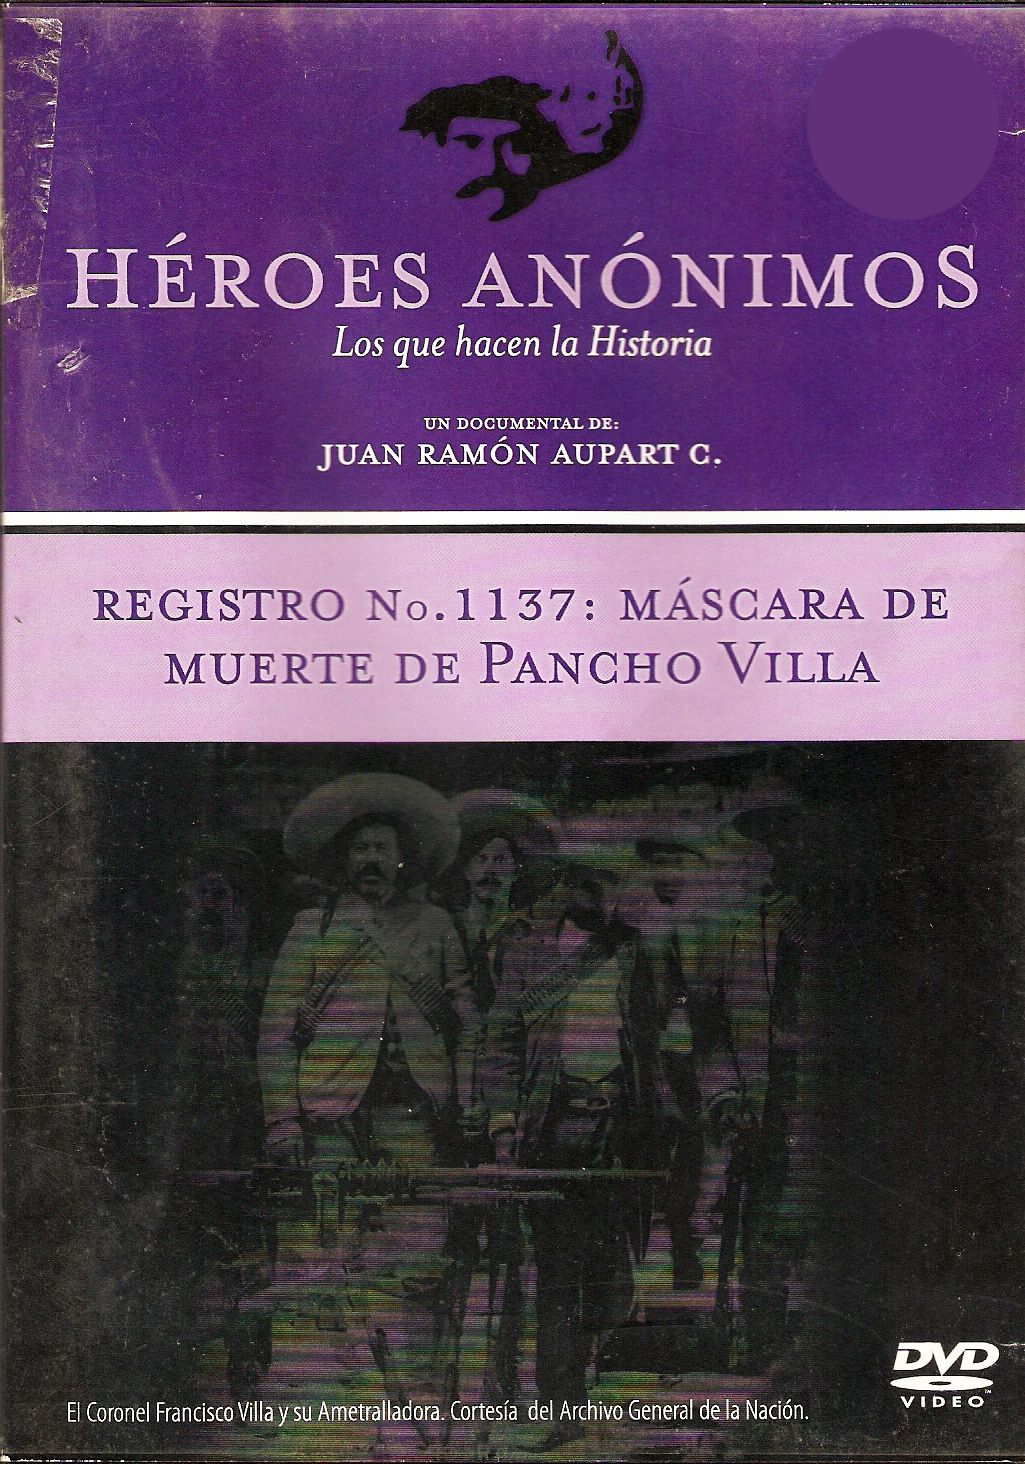 HÉROES ANÓNIMOS
Los que hacen la Historia
UN DOCUMENTAL DE:
JUAN RAMÓN AUPART C.
REGISTRO No.1137: MÁSCARA DE
MUERTE DE PANCHO VILLA
DVD
VIDEO™
El Coronel Francisco Villa y su Ametralladora. Cortesía del Archivo General de la Nación.